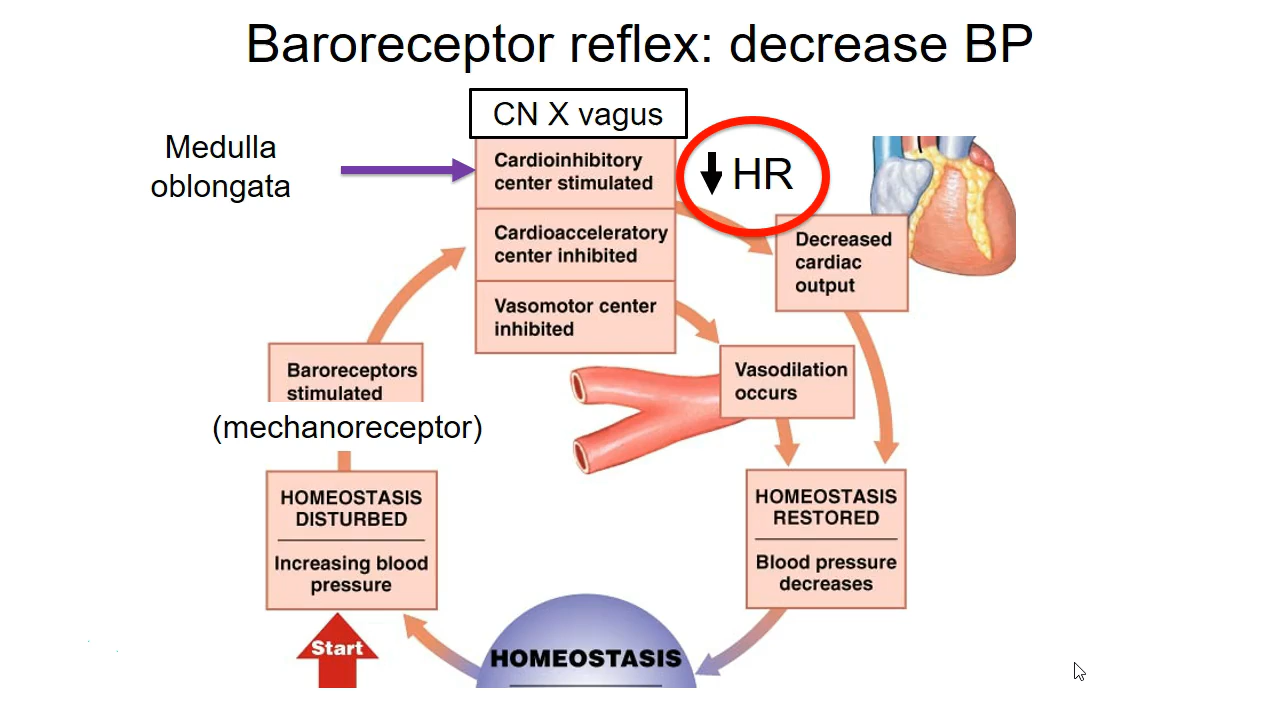 Baroreceptor reflex: decrease BP
CN X vagus
Medulla
oblongata
Cardioinhibitory
center stimulated
HR
Cardioacceleratory
center inhibited
Vasomotor center
inhibited
Decreased
cardiac
output
Vasodilation
occurs
Baroreceptors
stimulated
(mechanoreceptor)
HOMEOSTASIS
DISTURBED
Increasing blood
pressure
HOMEOSTASIS
RESTORED
Blood pressure
decreases
Start
HOMEOSTASIS